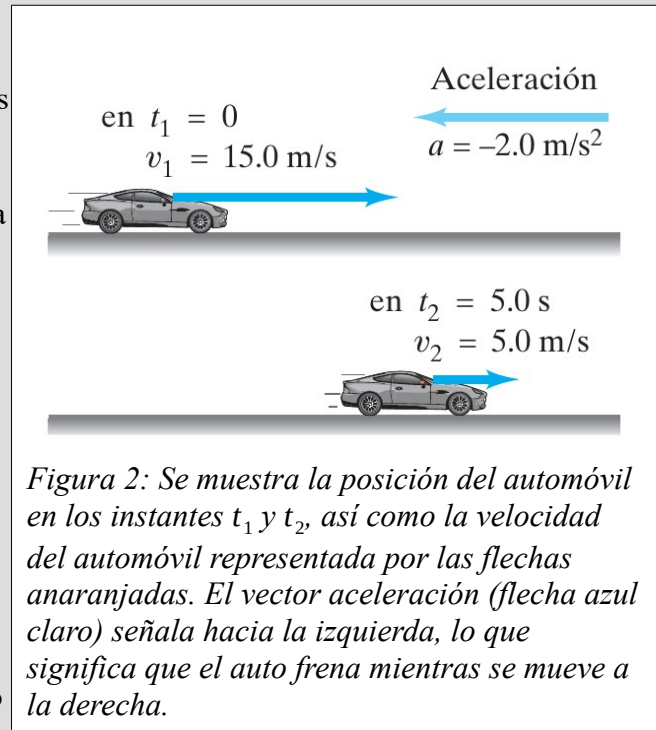 s
a
Aceleración
en t₁ = 0
v₁ = 15.0 m/s
a = –2.0 m/s²
en t₂ = 5.0 s
v₂ = 5.0 m/s
Figura 2: Se muestra la posición del automóvil
en los instantes t₁ y t₂, así como la velocidad
del automóvil representada por las flechas
anaranjadas. El vector aceleración (flecha azul
claro) señala hacia la izquierda, lo que
significa que el auto frena mientras se mueve a
la derecha.